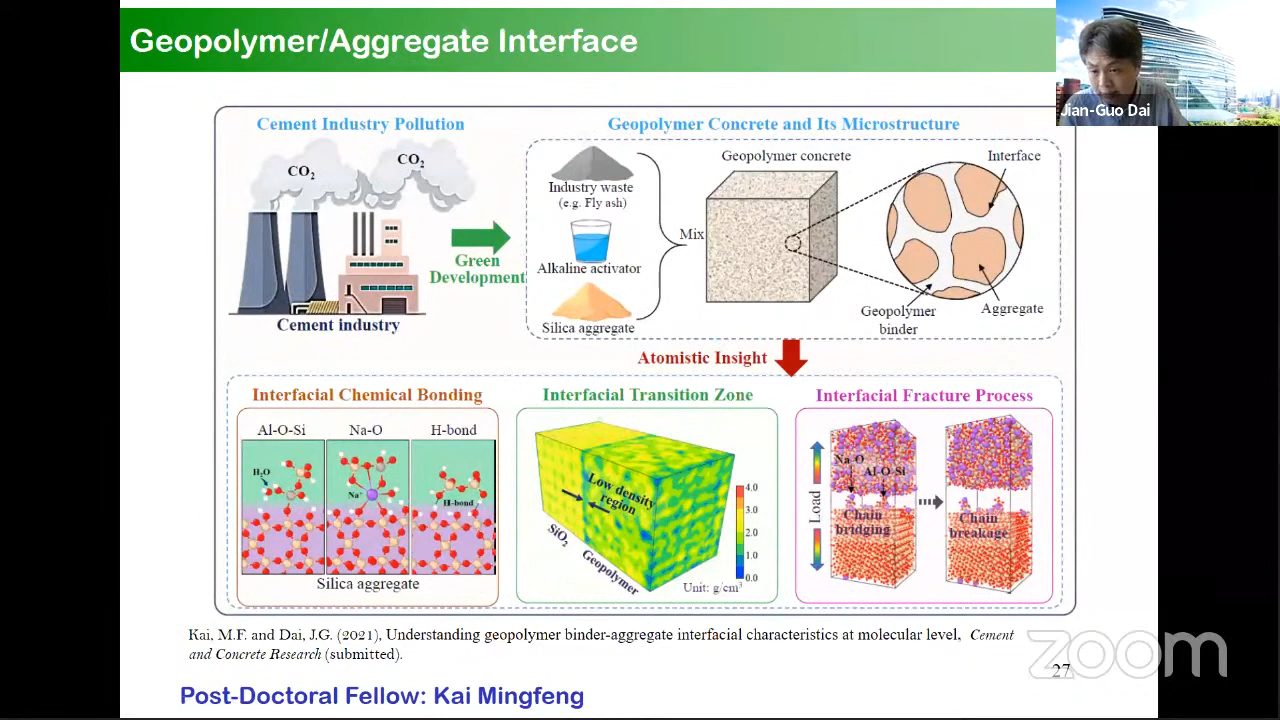 Geopolymer/Aggregate Interface
Jian-Guo Dai
Cement Industry Pollution
CO2
CO2
Cement industry
Green
Development
Geopolymer Concrete and Its Microstructure
Industry waste
(e.g. Fly ash)
Alkaline activator
Silica aggregate
Mix
Geopolymer concrete
Interface
Geopolymer
binder
Aggregate
Atomistic Insight
Interfacial Chemical Bonding
Al-O-Si
Na-O
H-bond
H2O
Na+
H-bond
Silica aggregate
Interfacial Transition Zone
Low density
region
SiO2
Geopolymer
4.0
3.0
2.0
1.0
0.0
Unit: g/cm3
Interfacial Fracture Process
Load
Na-O
Al-O-Si
Chain
bridging
Chain
breakage
Kai, M.F. and Dai, J.G. (2021), Understanding geopolymer binder-aggregate interfacial characteristics at molecular level, Cement
and Concrete Research (submitted).
zoom
27
Post-Doctoral Fellow: Kai Mingfeng